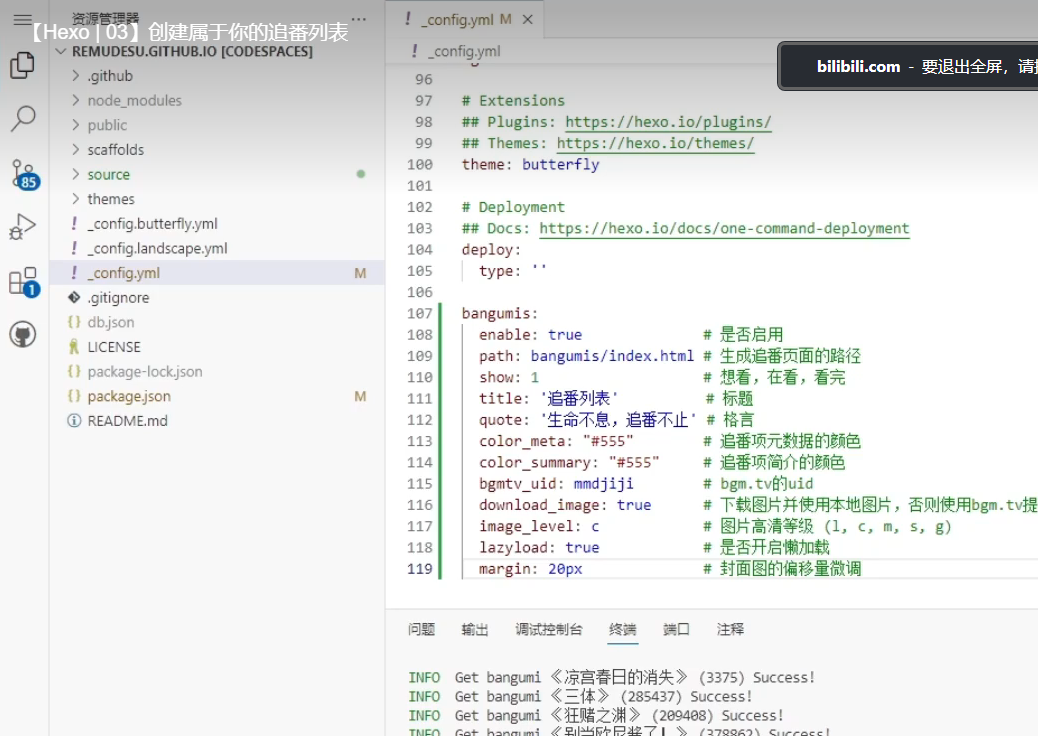 资源管理器
【Hexo | 03】创建属于你的追番列表
REMUDESU.GITHUB.IO [CODESPACES]
.github
node_modules
public
scaffolds
source
themes
! _config.butterfly.yml
! _config.landscape.yml
! _config.yml M
.gitignore
{} db.json
LICENSE
{} package-lock.json
{} package.json M
README.md
85
1
! _config.yml M ×
! _config.yml
bilibili.com - 要退出全屏，请
96
97 # Extensions
98 ## Plugins: https://hexo.io/plugins/
99 ## Themes: https://hexo.io/themes/
100 theme: butterfly
101
102 # Deployment
103 ## Docs: https://hexo.io/docs/one-command-deployment
104 deploy:
105 type: ''
106
107 bangumis:
108 enable: true # 是否启用
109 path: bangumis/index.html # 生成追番页面的路径
110 show: 1 # 想看，在看，看完
111 title: '追番列表' # 标题
112 quote: '生命不息，追番不止' # 格言
113 color_meta: "#555" # 追番项元数据的颜色
114 color_summary: "#555" # 追番项简介的颜色
115 bgmtv_uid: mmdjiji # bgm.tv的uid
116 download_image: true # 下载图片并使用本地图片，否则使用bgm.tv提
117 image_level: c # 图片高清等级 (l, c, m, s, g)
118 lazyload: true # 是否开启懒加载
119 margin: 20px # 封面图的偏移量微调
问题 输出 调试控制台 终端 端口 注释
INFO Get bangumi 《凉宫春日的消失》 (3375) Success!
INFO Get bangumi 《三体》 (285437) Success!
INFO Get bangumi 《狂赌之渊》 (209408) Success!
INFO Get bangumi 《别当欧尼酱了！》 (378862) Success!